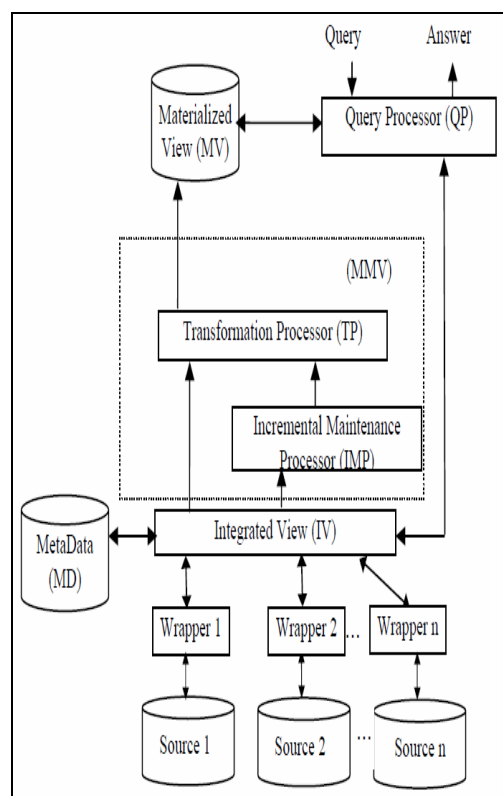 Query
Answer
Materialized
View (MV)
Query Processor (QP)
(MMV)
Transformation Processor (TP)
Incremental Maintenance
Processor (IMP)
MetaData
(MD)
Integrated View (IV)
Wrapper 1
Wrapper 2
...
Wrapper n
Source 1
Source 2
...
Source n